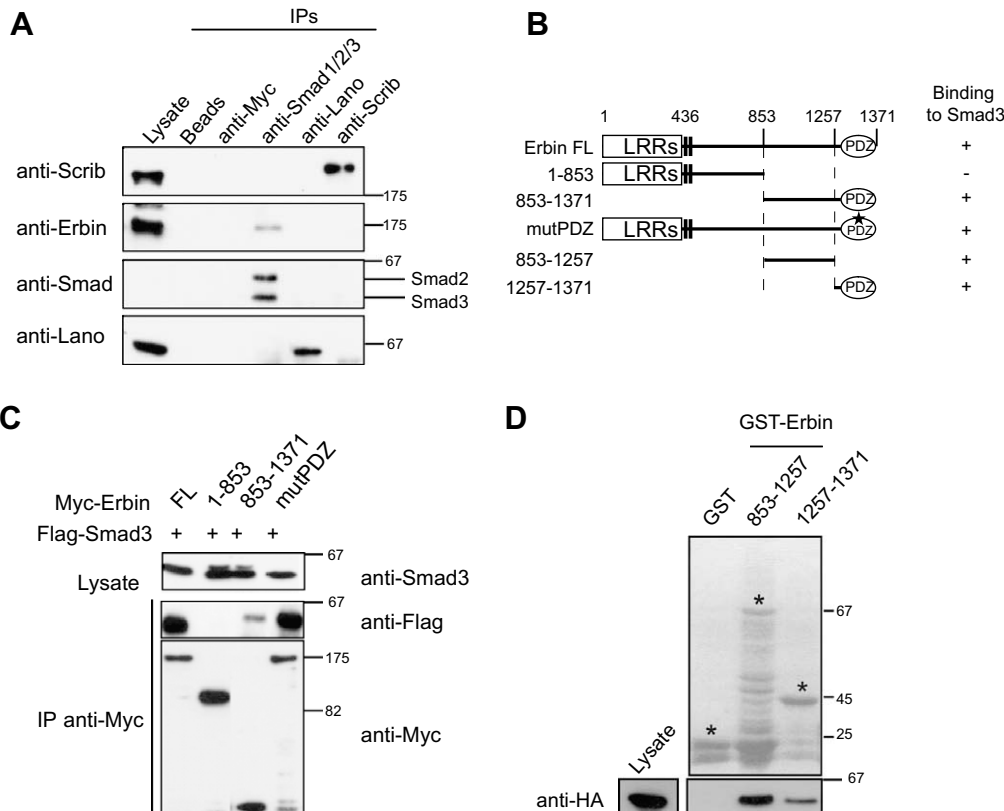 A
IPs
Lysate
Beads
anti-Myc
anti-Smad1/2/3
anti-Lano
anti-Scrib
anti-Scrib
175
anti-Erbin
175
67
anti-Smad
Smad2
Smad3
anti-Lano
67
B
Binding
to Smad3
1 436 853 1257 1371
Erbin FL LRRs PDZ +
1-853 LRRs -
853-1371 PDZ +
mutPDZ LRRs PDZ +
853-1257 +
1257-1371 PDZ +
C
Myc-Erbin FL 1-853 853-1371 mutPDZ
Flag-Smad3 + + + +
67
Lysate anti-Smad3
67
anti-Flag
175
IP anti-Myc
82
anti-Myc
D
GST-Erbin
GST 853-1257 1257-1371
* 67
* 45
* 25
Lysate
67
anti-HA